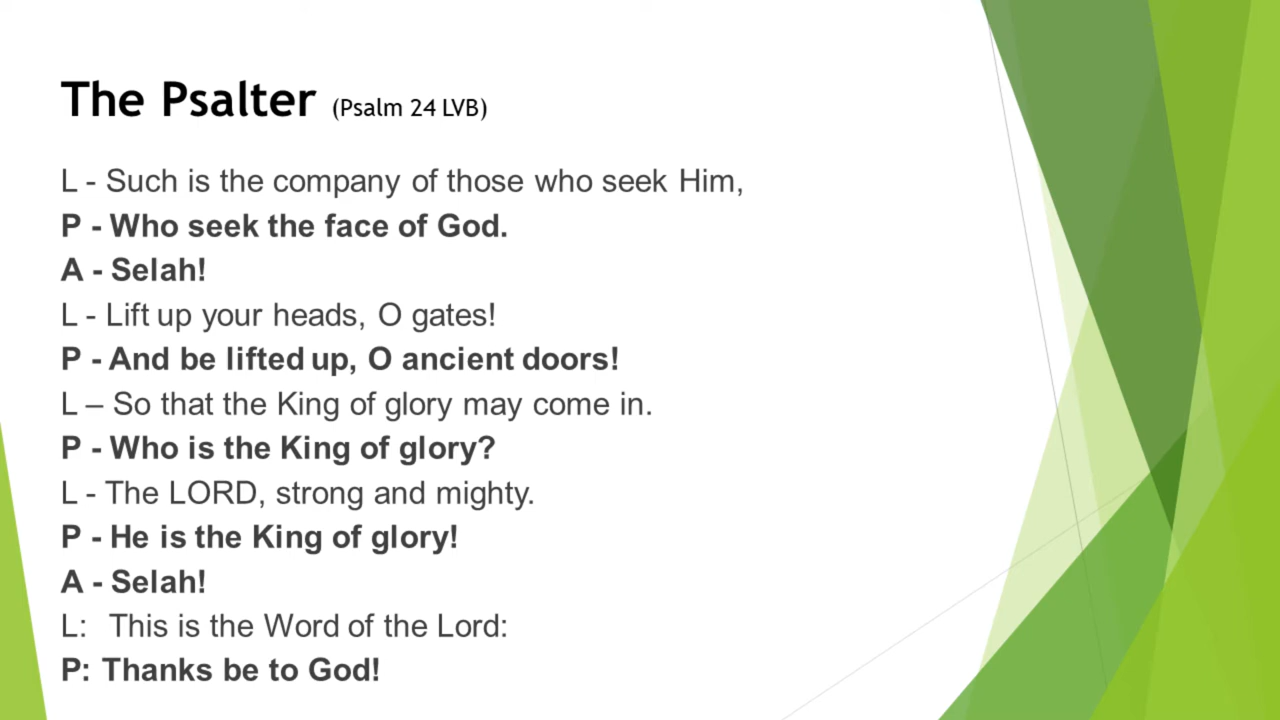 The Psalter (Psalm 24 LVB)
L - Such is the company of those who seek Him,
P - Who seek the face of God.
A - Selah!
L - Lift up your heads, O gates!
P - And be lifted up, O ancient doors!
L – So that the King of glory may come in.
P - Who is the King of glory?
L - The LORD, strong and mighty.
P - He is the King of glory!
A - Selah!
L: This is the Word of the Lord:
P: Thanks be to God!